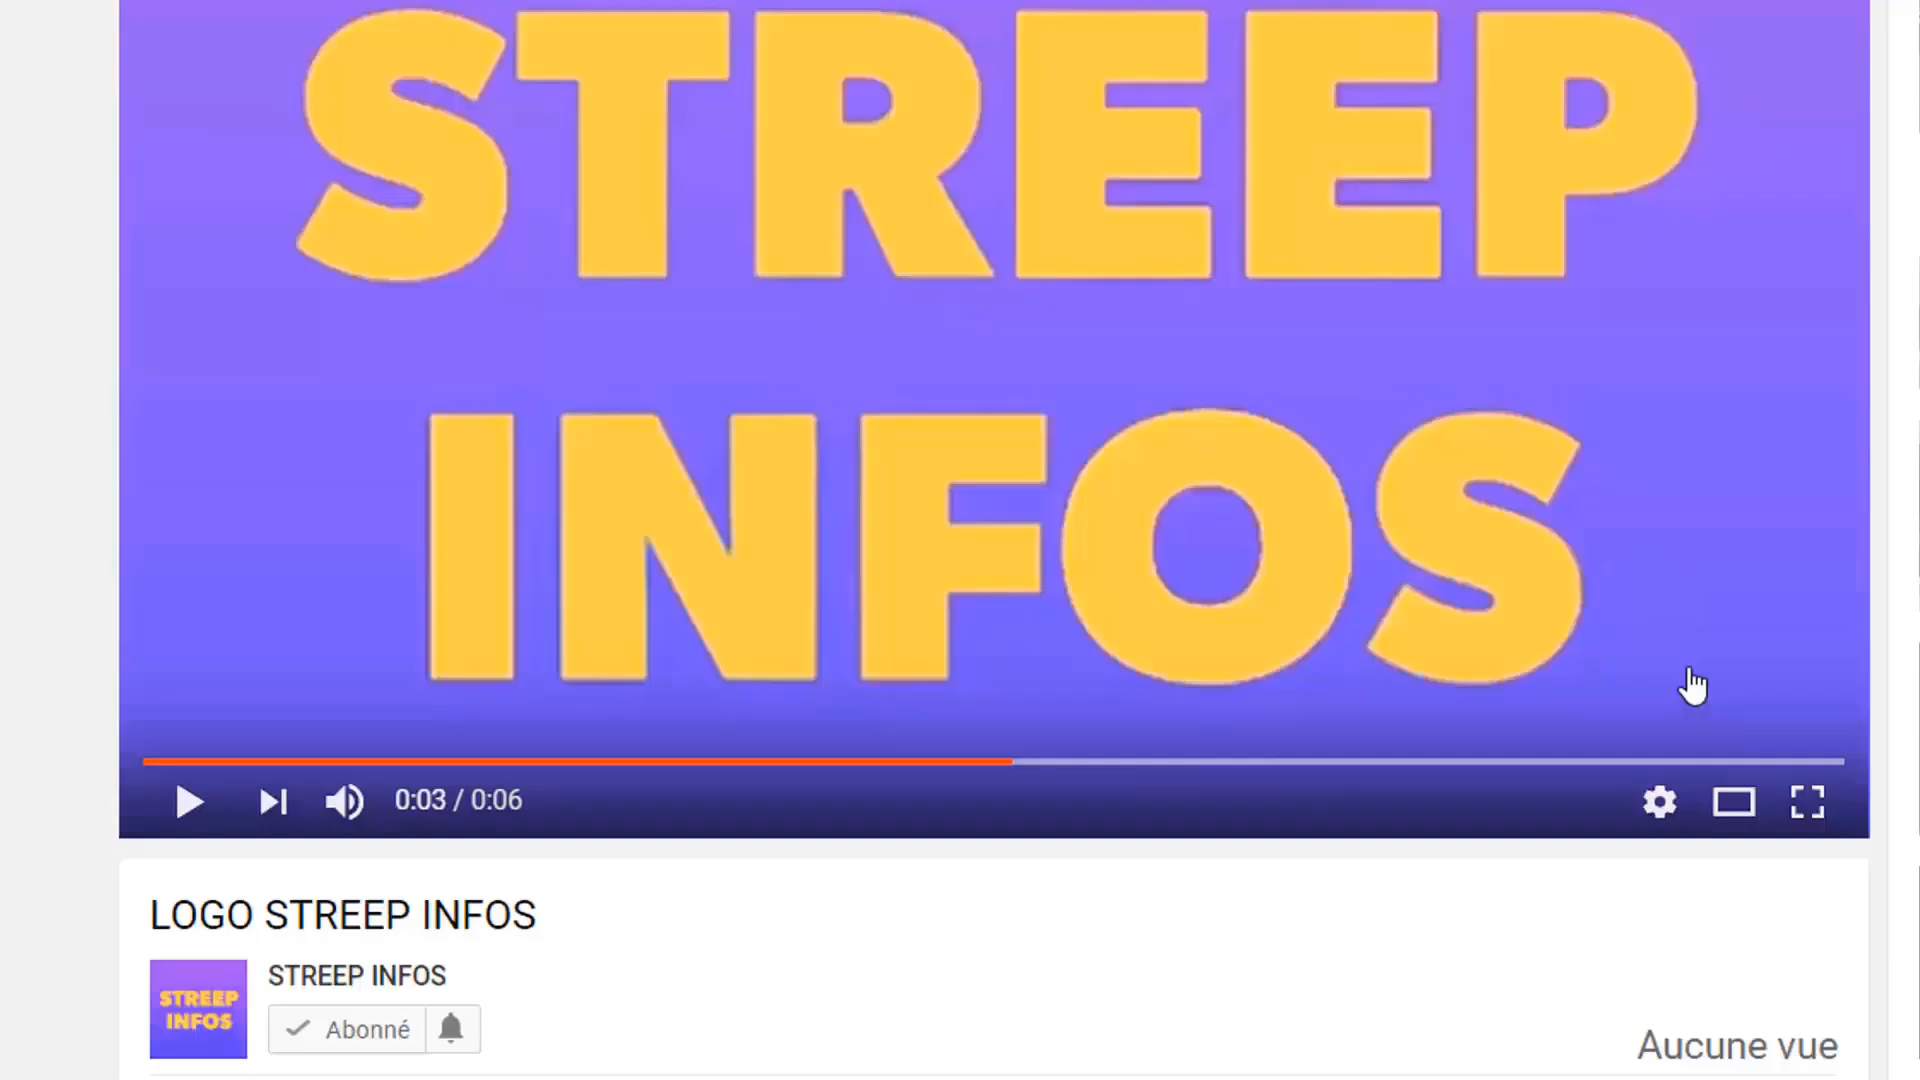 STREEP
INFOS
0:03 / 0:06
LOGO STREEP INFOS
STREEP INFOS
STREEP
INFOS
Abonné
Aucune vue